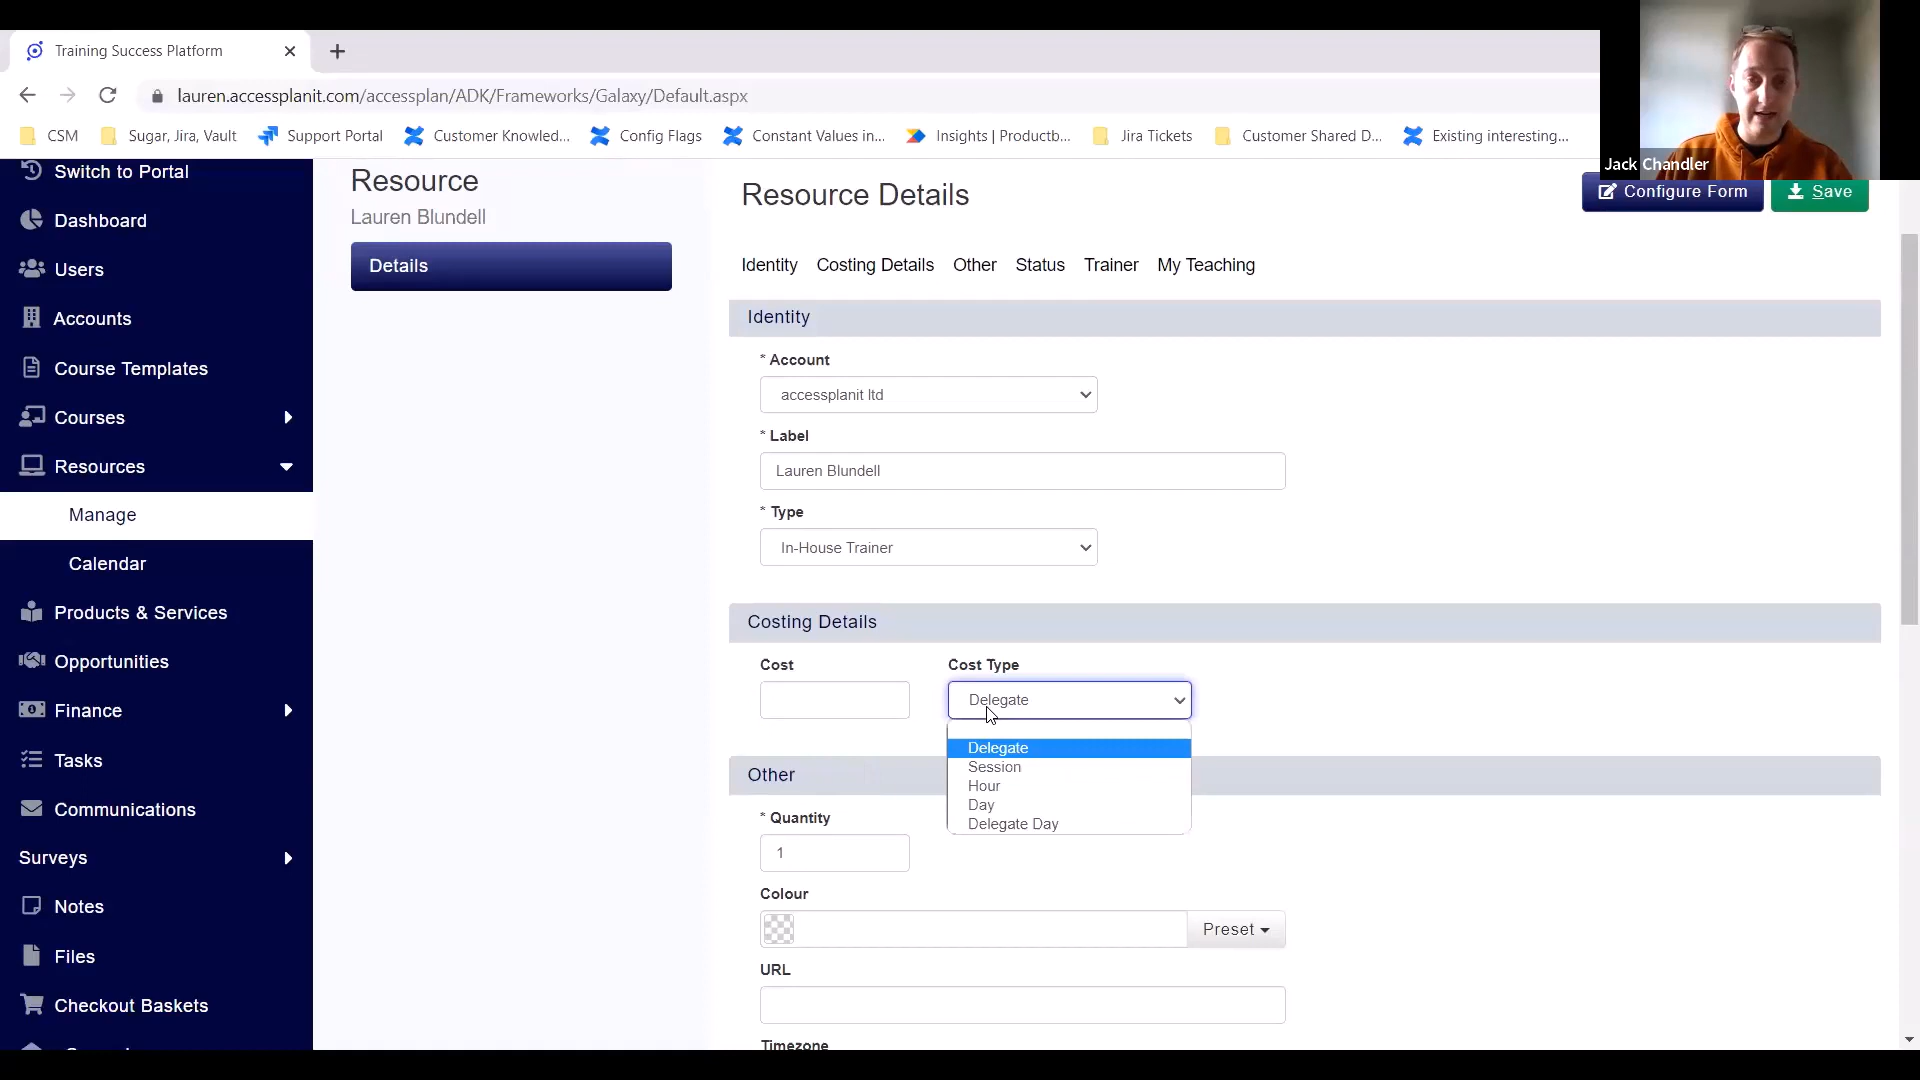 Training Success Platform
lauren.accessplanit.com/accessplan/ADK/Frameworks/Galaxy/Default.aspx
CSM
Sugar, Jira, Vault
Support Portal
Customer Knowled...
Config Flags
Constant Values in...
Insights | Productb...
Jira Tickets
Customer Shared D...
Existing interesting...
Jack Chandler
Switch to Portal
Dashboard
Users
Accounts
Course Templates
Courses
Resources
Manage
Calendar
Products & Services
Opportunities
Finance
Tasks
Communications
Surveys
Notes
Files
Checkout Baskets
Resource
Lauren Blundell
Details
Resource Details
Configure Form
Save
Identity Costing Details Other Status Trainer My Teaching
Identity
* Account
accessplanit ltd
* Label
Lauren Blundell
* Type
In-House Trainer
Costing Details
Cost
Cost Type
Delegate
Delegate
Session
Hour
Day
Delegate Day
Other
* Quantity
1
Colour
Preset
URL
Timezone